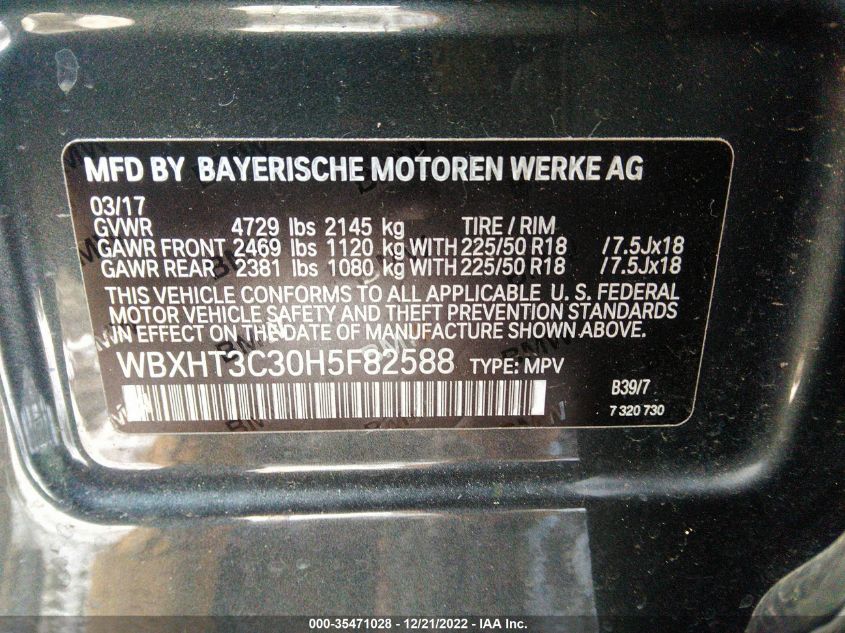 MFD BY BAYERISCHE MOTOREN WERKE AG
03/17
GVWR 4729 lbs 2145 kg TIRE / RIM
GAWR FRONT 2469 lbs 1120 kg WITH 225/50 R18 /7.5Jx18
GAWR REAR 2381 lbs 1080 kg WITH 225/50 R18 /7.5Jx18
THIS VEHICLE CONFORMS TO ALL APPLICABLE U. S. FEDERAL
MOTOR VEHICLE SAFETY AND THEFT PREVENTION STANDARDS
IN EFFECT ON THE DATE OF MANUFACTURE SHOWN ABOVE.
WBXHT3C30H5F82588 TYPE: MPV
B39/7
7 320 730
000-35471028 - 12/21/2022 - IAA Inc.